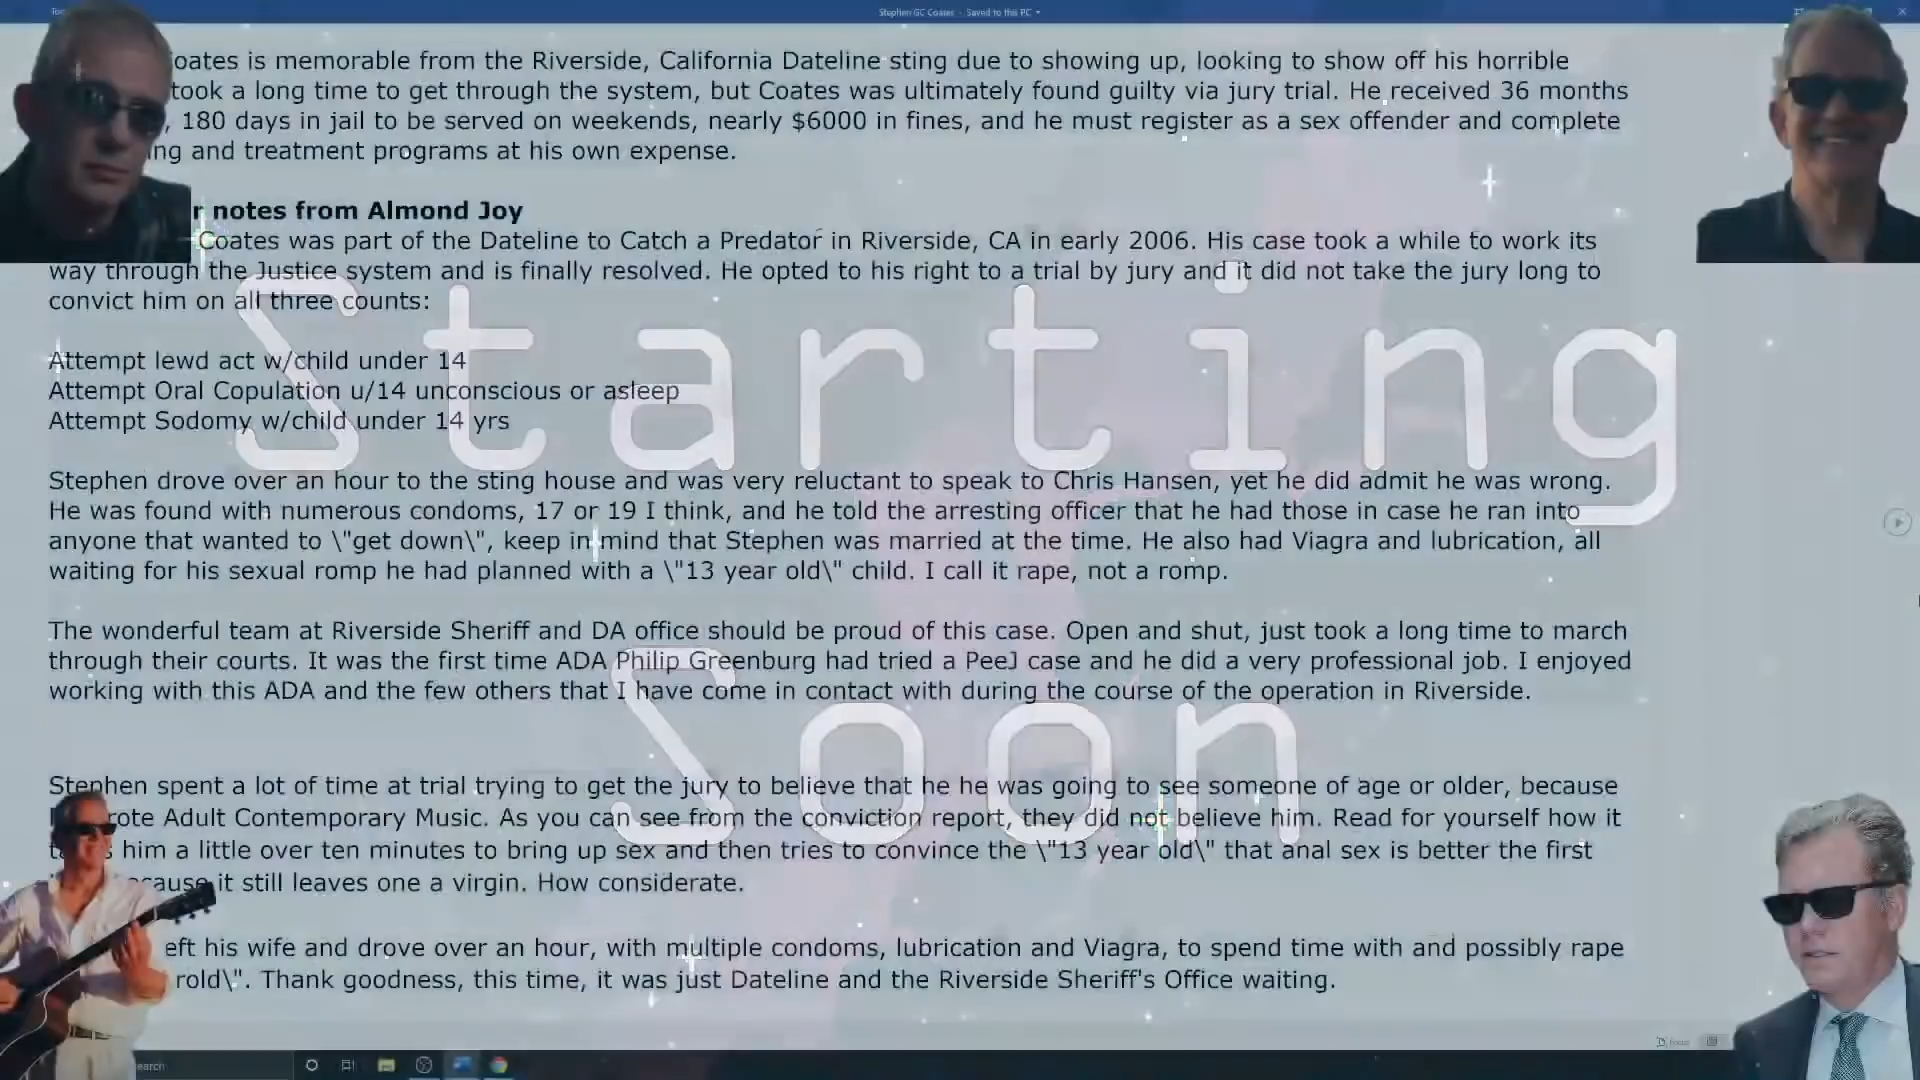 Stephen GC Coates - Saved to this PC
oates is memorable from the Riverside, California Dateline sting due to showing up, looking to show off his horrible
took a long time to get through the system, but Coates was ultimately found guilty via jury trial. He received 36 months
, 180 days in jail to be served on weekends, nearly $6000 in fines, and he must register as a sex offender and complete
ng and treatment programs at his own expense.
r notes from Almond Joy
Coates was part of the Dateline to Catch a Predator in Riverside, CA in early 2006. His case took a while to work its
way through the Justice system and is finally resolved. He opted to his right to a trial by jury and it did not take the jury long to
convict him on all three counts:
Starting
Attempt lewd act w/child under 14
Attempt Oral Copulation u/14 unconscious or asleep
Attempt Sodomy w/child under 14 yrs
Stephen drove over an hour to the sting house and was very reluctant to speak to Chris Hansen, yet he did admit he was wrong.
He was found with numerous condoms, 17 or 19 I think, and he told the arresting officer that he had those in case he ran into
anyone that wanted to \"get down\", keep in mind that Stephen was married at the time. He also had Viagra and lubrication, all
waiting for his sexual romp he had planned with a \"13 year old\" child. I call it rape, not a romp.
The wonderful team at Riverside Sheriff and DA office should be proud of this case. Open and shut, just took a long time to march
through their courts. It was the first time ADA Philip Greenburg had tried a PeeJ case and he did a very professional job. I enjoyed
working with this ADA and the few others that I have come in contact with during the course of the operation in Riverside.
Soon
Stephen spent a lot of time at trial trying to get the jury to believe that he he was going to see someone of age or older, because
rote Adult Contemporary Music. As you can see from the conviction report, they did not believe him. Read for yourself how it
him a little over ten minutes to bring up sex and then tries to convince the \"13 year old\" that anal sex is better the first
cause it still leaves one a virgin. How considerate.
eft his wife and drove over an hour, with multiple condoms, lubrication and Viagra, to spend time with and possibly rape
rold\". Thank goodness, this time, it was just Dateline and the Riverside Sheriff's Office waiting.
Focus
earch